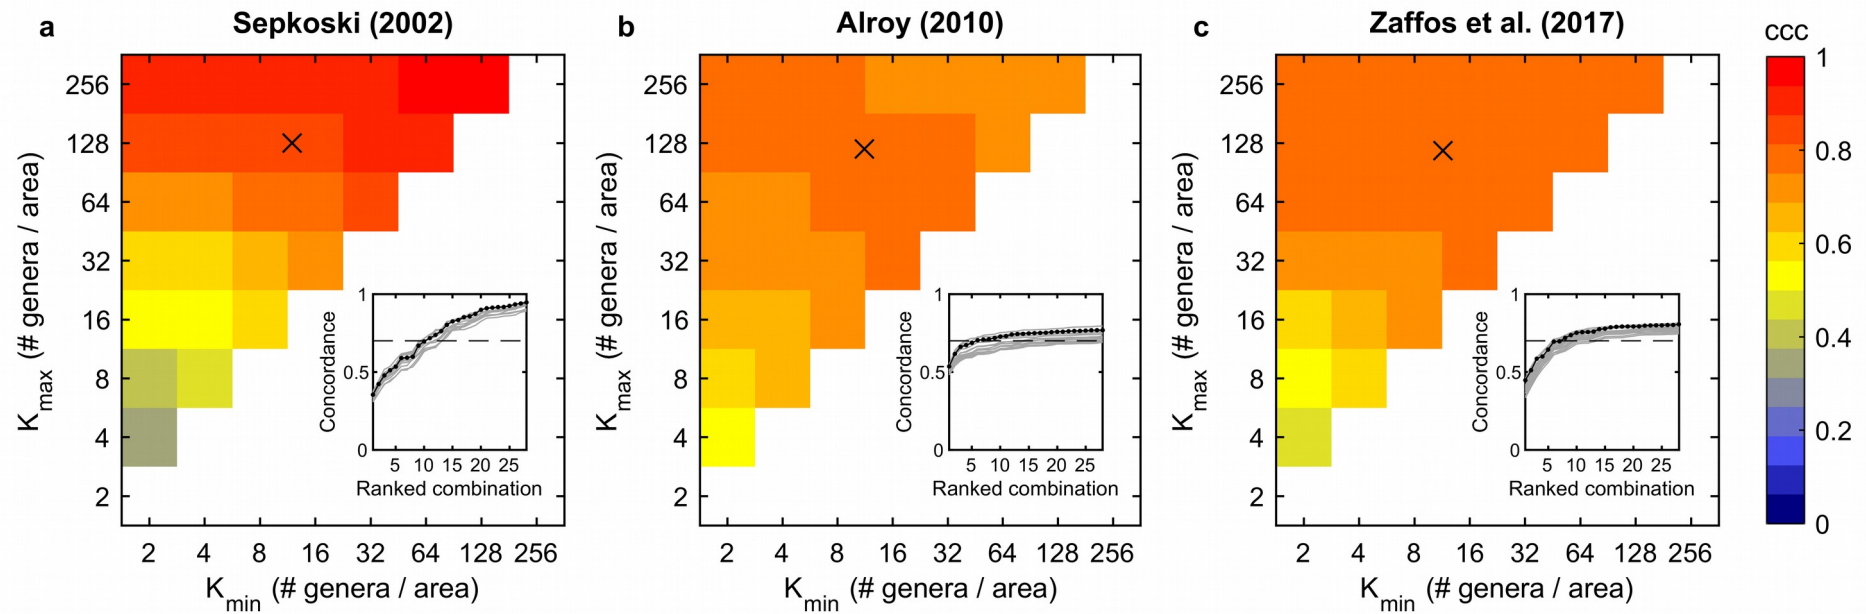 a Sepkoski (2002)
256
128
64
32
16
8
4
2
K_max (# genera / area)
2 4 8 16 32 64 128 256
K_min (# genera / area)
1
0.5
0
Concordance
5 10 15 20 25
Ranked combination
b Alroy (2010)
256
128
64
32
16
8
4
2
K_max (# genera / area)
2 4 8 16 32 64 128 256
K_min (# genera / area)
1
0.5
0
Concordance
5 10 15 20 25
Ranked combination
c Zaffos et al. (2017)
256
128
64
32
16
8
4
2
K_max (# genera / area)
2 4 8 16 32 64 128 256
K_min (# genera / area)
1
0.5
0
Concordance
5 10 15 20 25
Ranked combination
CCC
1
0.8
0.6
0.4
0.2
0